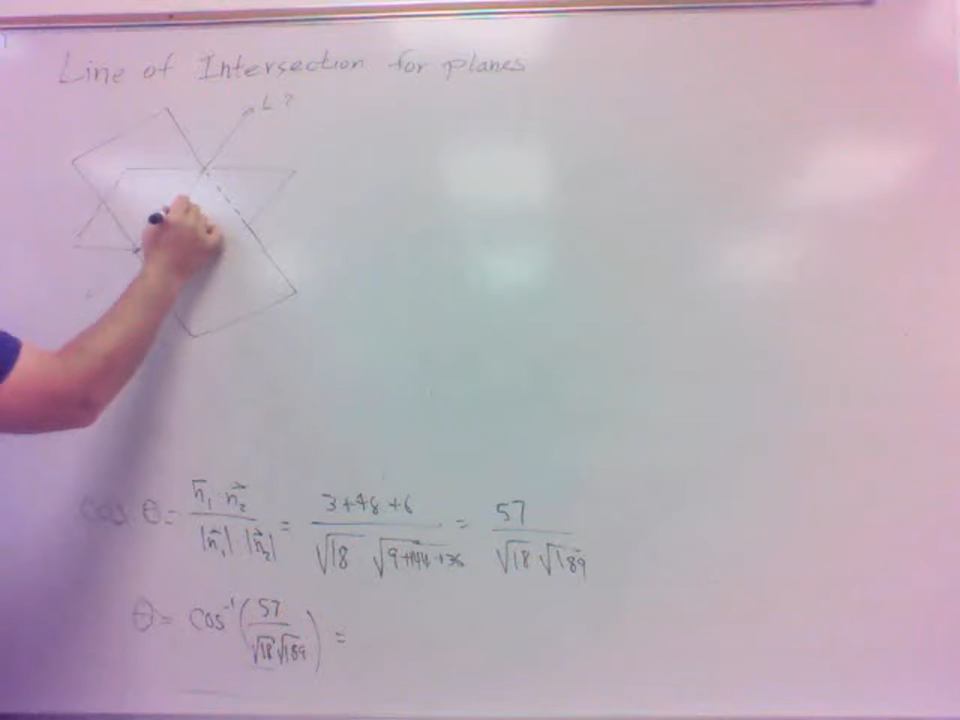 Line of Intersection for planes
L?
cos θ = n̄₁ · n⃗₂ / |n⃗₁| · |n⃗₂| = 3+48+6 / √18 √9+144+36 = 57 / √18 √189
θ = cos⁻¹(57 / √18 √189) =